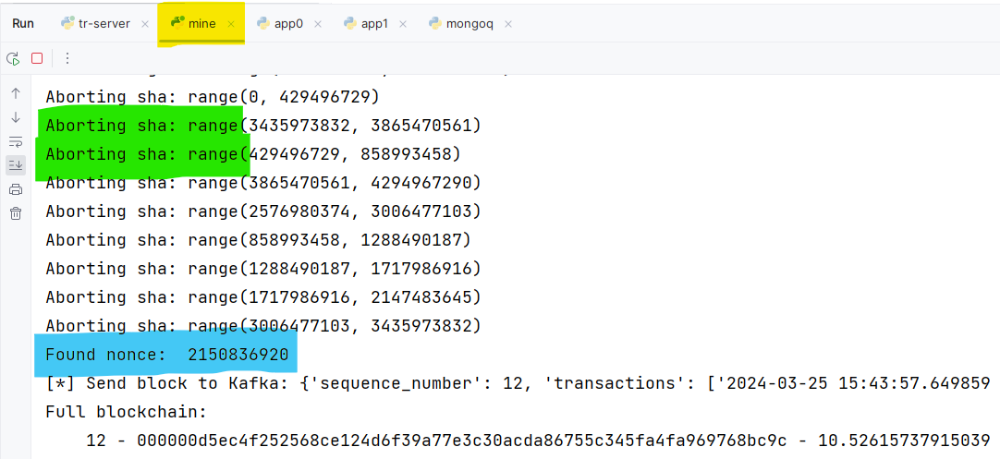 Run tr-server mine app0 app1 mongoq
Aborting sha: range(0, 429496729)
Aborting sha: range(3435973832, 3865470561)
Aborting sha: range(429496729, 858993458)
Aborting sha: range(3865470561, 4294967290)
Aborting sha: range(2576980374, 3006477103)
Aborting sha: range(858993458, 1288490187)
Aborting sha: range(1288490187, 1717986916)
Aborting sha: range(1717986916, 2147483645)
Aborting sha: range(3006477103, 3435973832)
Found nonce:  2150836920
[*] Send block to Kafka: {'sequence_number': 12, 'transactions': ['2024-03-25 15:43:57.649859
Full blockchain:
12 - 000000d5ec4f252568ce124d6f39a77e3c30acda86755c345fa4fa969768bc9c - 10.52615737915039